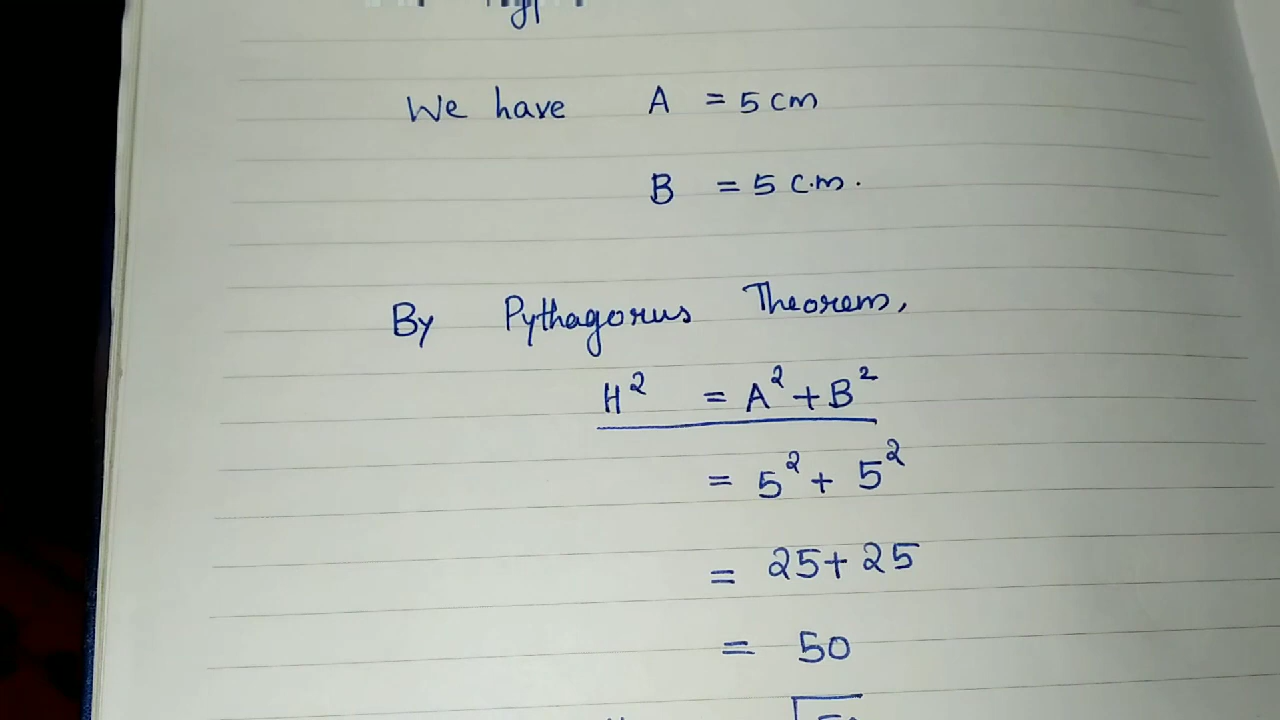 We have A = 5 cm
B = 5 c.m.
By Pythagorus Theorem,
H² = A² + B²
= 5² + 5²
= 25 + 25
= 50